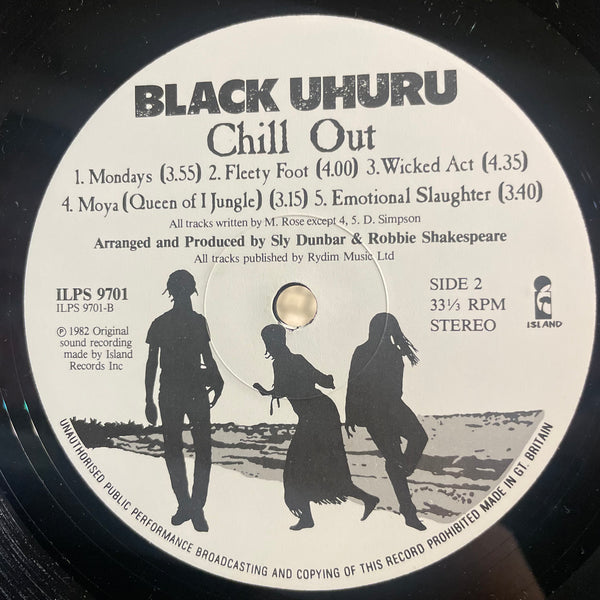 BLACK UHURU
Chill Out
1. Mondays (3.55) 2. Fleety Foot (4.00) 3. Wicked Act (4.35)
4. Moya (Queen of I Jungle) (3.15) 5. Emotional Slaughter (3.40)
All tracks written by M. Rose except 4, 5. D. Simpson
Arranged and Produced by Sly Dunbar & Robbie Shakespeare
All tracks published by Rydim Music Ltd
ILPS 9701
ILPS 9701-B
℗ 1982 Original
sound recording
made by Island
Records Inc
SIDE 2
33⅓ RPM
STEREO
ISLAND
UNAUTHORISED PUBLIC PERFORMANCE BROADCASTING AND COPYING OF THIS RECORD PROHIBITED MADE IN GT. BRITAIN